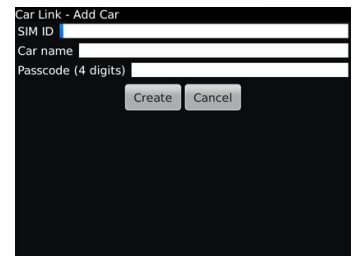 Car Link - Add Car
SIM ID
Car name
Passcode (4 digits)
Create Cancel